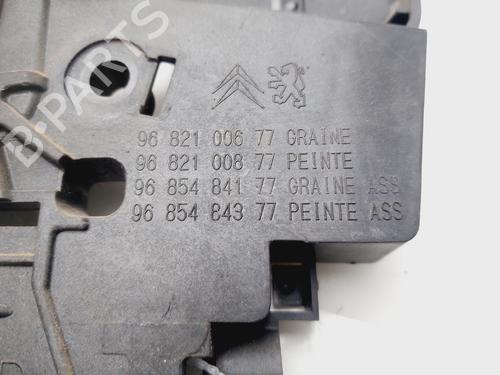 96 821 006 77 GRAINE
96 821 008 77 PEINTE
96 854 841 77 GRAINE ASS
96 854 843 77 PEINTE ASS
B-PARTS